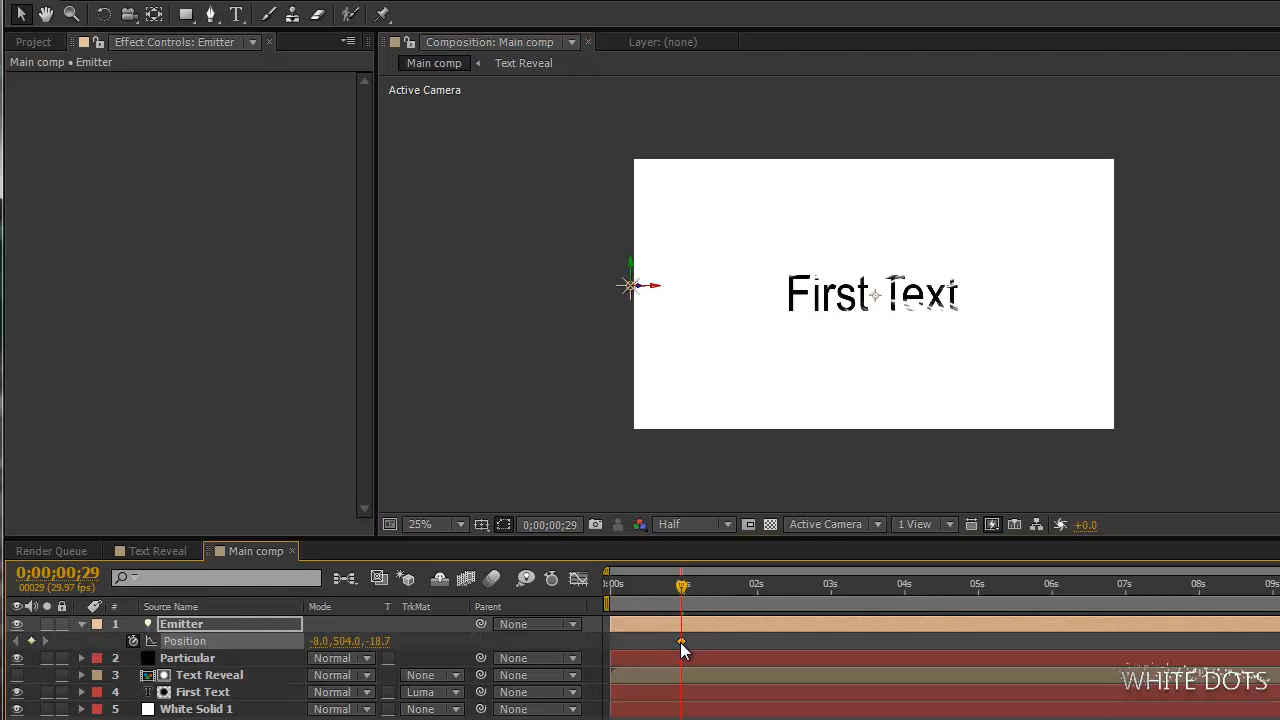 Project
Effect Controls: Emitter
Composition: Main comp
Layer: (none)
Main comp • Emitter
Main comp
Text Reveal
Active Camera
First Text
25%
0;00;00;29
Half
Active Camera
1 View
+0.0
Render Queue
Text Reveal
Main comp
0;00;00;29
00029 (29.97 fps)
0:00s
02s
03s
04s
05s
06s
07s
08s
09s
#
Source Name
Mode
T
TrkMat
Parent
1
Emitter
None
Position
-8.0,504.0,-18.7
2
Particular
Normal
None
3
Text Reveal
Normal
None
None
4
First Text
Normal
Luma
None
5
White Solid 1
Normal
None
None
WHITE DOTS